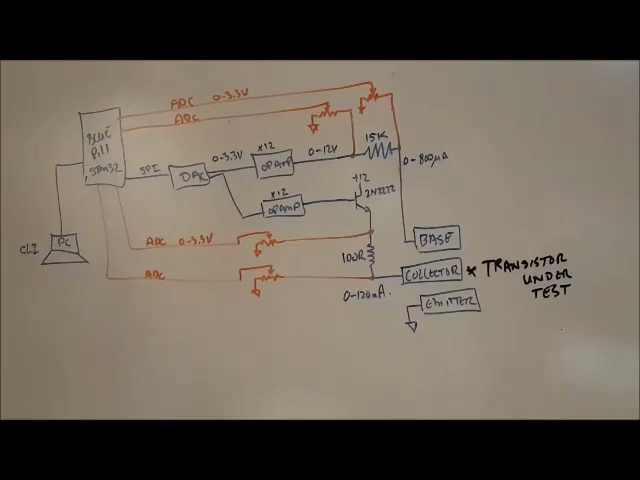 ADC 0-3.3V
ADC
BLUE
Pill
STM32
15K
SPI
DAC
0-3.3V
x12
OPAMP
0-12V
0-800µA
x12
OPAMP
+12
2N2222
CLI
PC
ADC 0-3.3V
BASE
100R
ADC
COLLECTOR
* TRANSISTOR
UNDER
TEST
0-120mA.
EMITTER